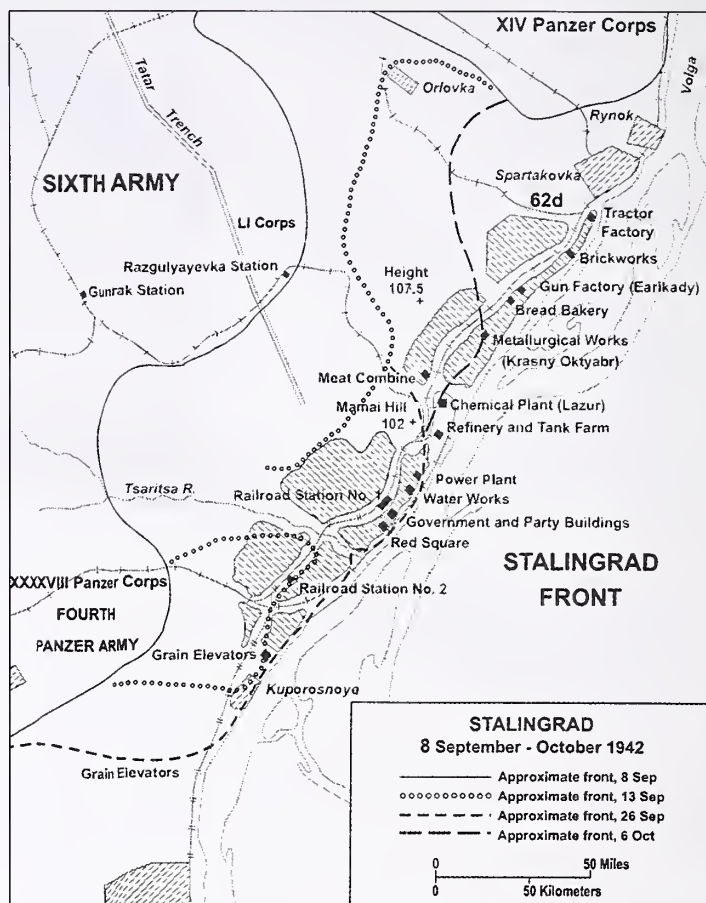 XIV Panzer Corps
Volga
Tatar
Trench
Orlovka
Rynok
Spartakovka
SIXTH ARMY
62d
Tractor
Factory
LI Corps
Brickworks
Razgulyayevka Station
Gunrak Station
Height
107.5
Gun Factory (Earikady)
Bread Bakery
Metallurgical Works
(Krasny Oktyabr)
Meat Combine
Mamai Hill
102
Chemical Plant (Lazur)
Refinery and Tank Farm
Power Plant
Tsaritsa R.
Railroad Station No. 1
Water Works
Government and Party Buildings
Red Square
STALINGRAD
FRONT
XXXXVIII Panzer Corps
FOURTH
PANZER ARMY
Railroad Station No. 2
Grain Elevators
Kuporosnoye
Grain Elevators
STALINGRAD
8 September - October 1942
Approximate front, 8 Sep
Approximate front, 13 Sep
Approximate front, 26 Sep
Approximate front, 6 Oct
0 50 Miles
0 50 Kilometers